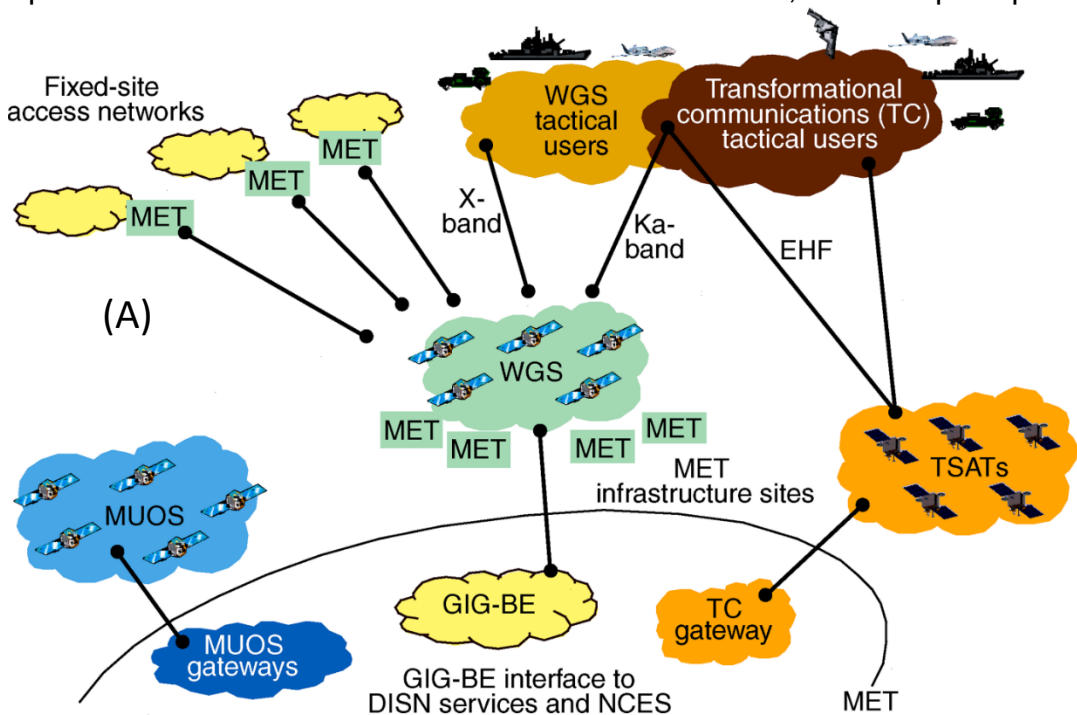 Fixed-site
access networks
MET
MET
MET
WGS
tactical
users
Transformational
communications (TC)
tactical users
X-
band
Ka-
band
EHF
(A)
WGS
MET
MET
MET
MET
MET
infrastructure sites
TSATs
MUOS
GIG-BE
TC
gateway
MUOS
gateways
GIG-BE interface to
DISN services and NCES
MET